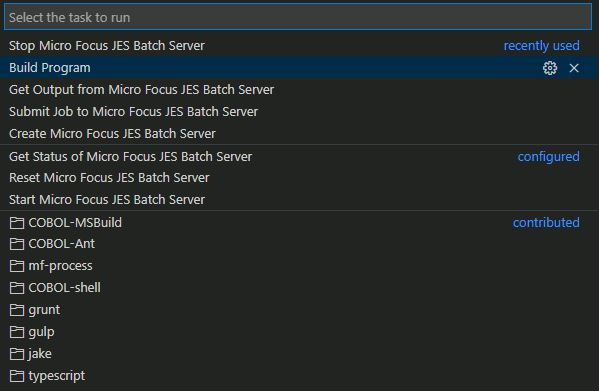 Select the task to run
Stop Micro Focus JES Batch Server recently used
Build Program
Get Output from Micro Focus JES Batch Server
Submit Job to Micro Focus JES Batch Server
Create Micro Focus JES Batch Server
Get Status of Micro Focus JES Batch Server configured
Reset Micro Focus JES Batch Server
Start Micro Focus JES Batch Server
COBOL-MSBuild contributed
COBOL-Ant
mf-process
COBOL-shell
grunt
gulp
jake
typescript